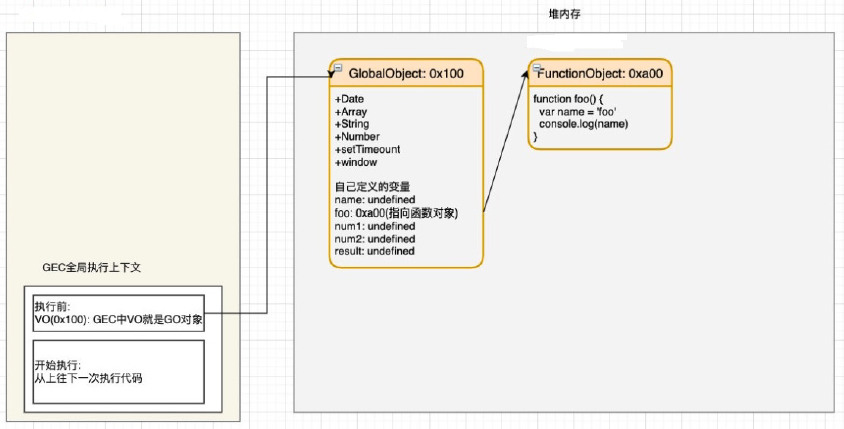 堆内存
GlobalObject: 0x100
+Date
+Array
+String
+Number
+setTimeount
+window
自己定义的变量
name: undefined
foo: 0xa00(指向函数对象)
num1: undefined
num2: undefined
result: undefined
FunctionObject: 0xa00
function foo() {
var name = 'foo'
console.log(name)
}
GEC全局执行上下文
执行前:
VO(0x100): GEC中VO就是GO对象
开始执行:
从上往下一次执行代码